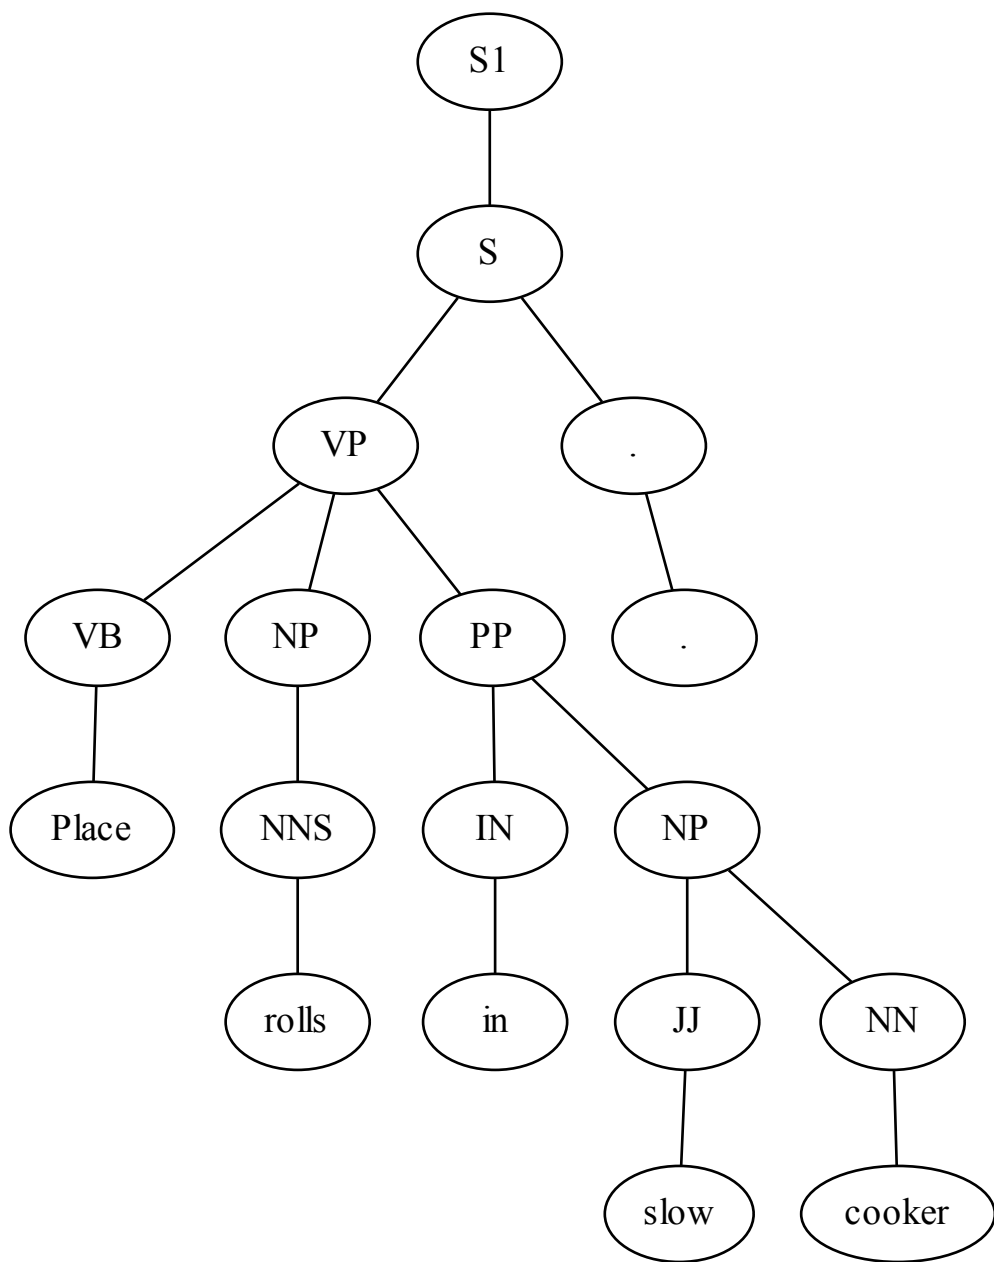 S1
S
VP .
VB NP PP .
Place NNS IN NP
rolls in JJ NN
slow cooker